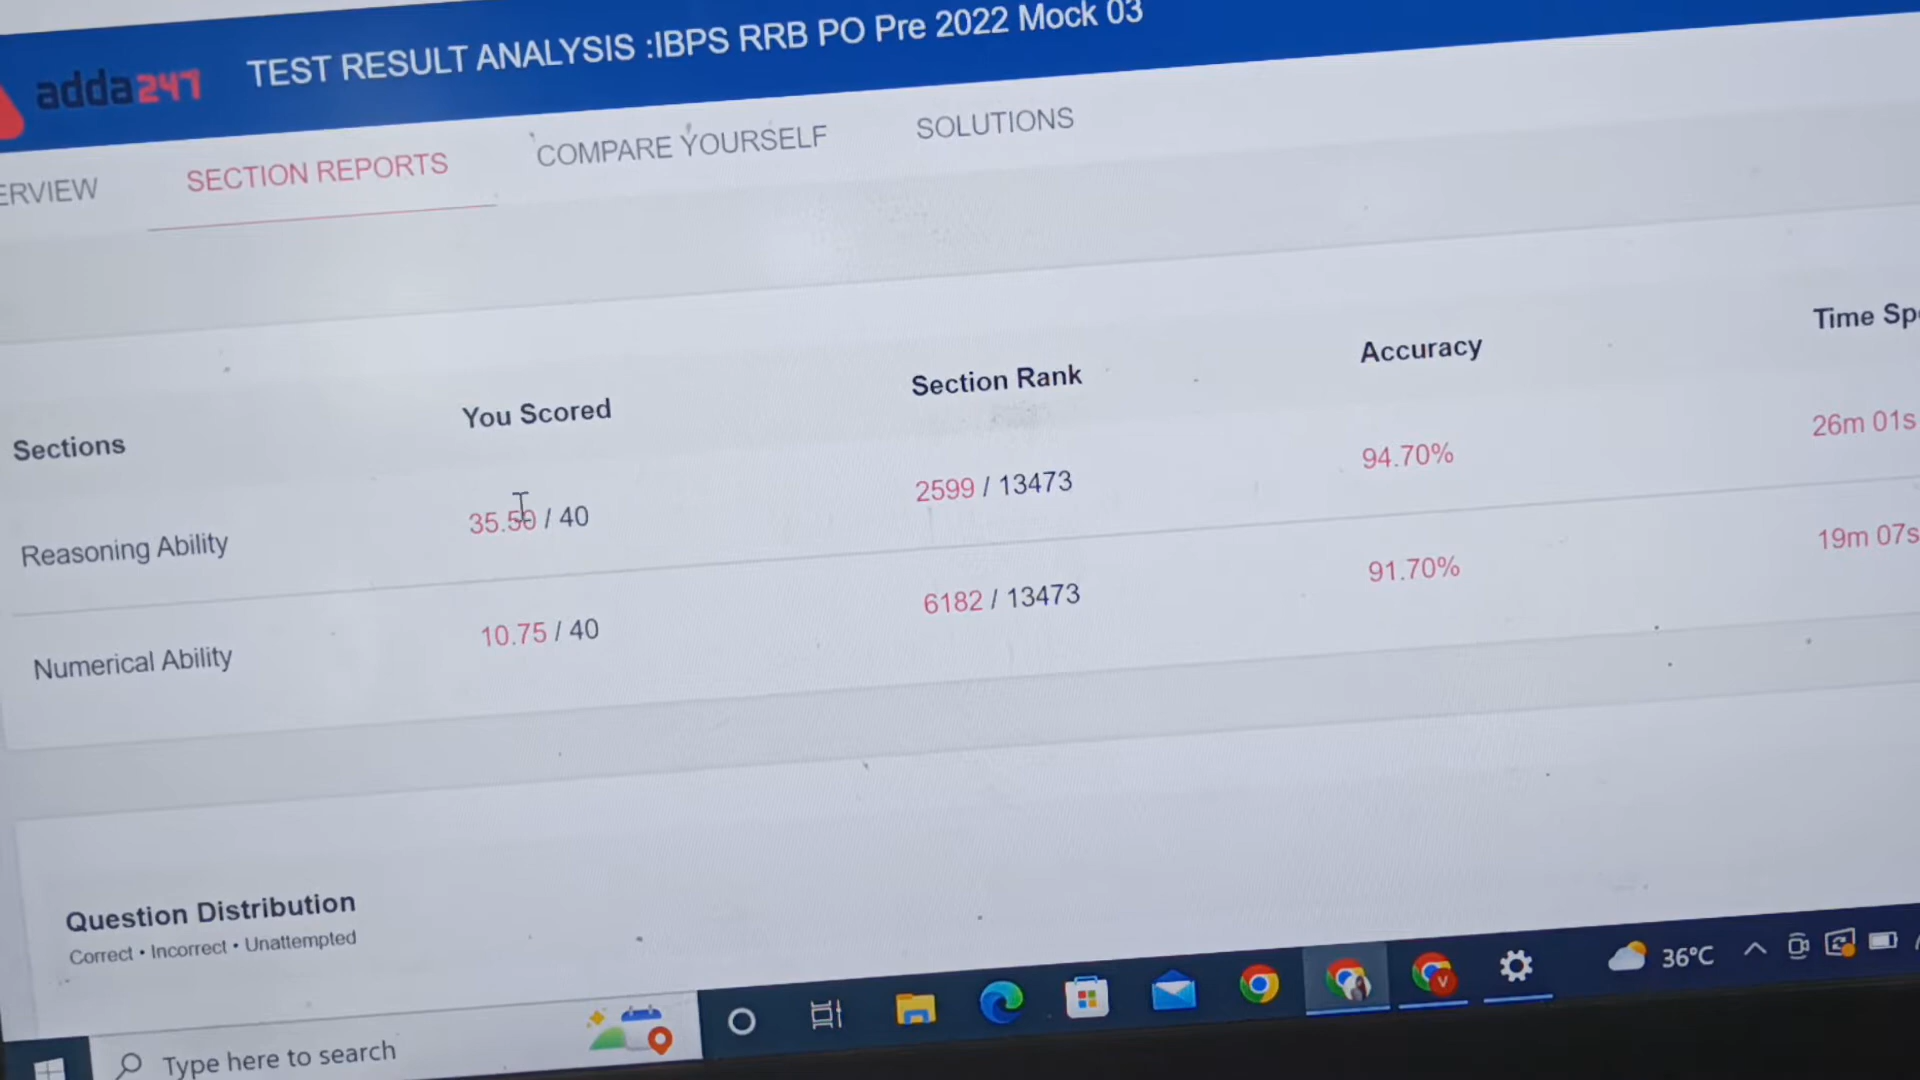 adda247
TEST RESULT ANALYSIS :IBPS RRB PO Pre 2022 Mock 03
ERVIEW
SECTION REPORTS
COMPARE YOURSELF
SOLUTIONS
Sections
You Scored
Section Rank
Accuracy
Time Sp
Reasoning Ability
35.50 / 40
2599 / 13473
94.70%
26m 01s
Numerical Ability
10.75 / 40
6182 / 13473
91.70%
19m 07s
Question Distribution
Correct • Incorrect • Unattempted
Type here to search
V
36°C